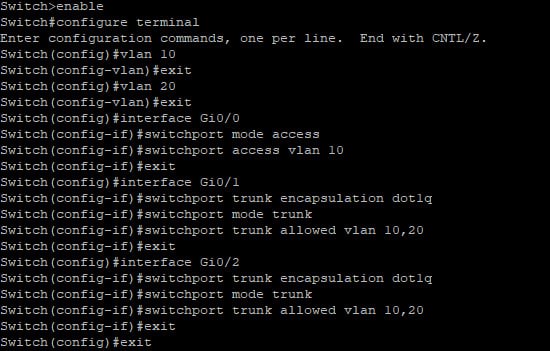 Switch>enable
Switch#configure terminal
Enter configuration commands, one per line.  End with CNTL/Z.
Switch(config)#vlan 10
Switch(config-vlan)#exit
Switch(config)#vlan 20
Switch(config-vlan)#exit
Switch(config)#interface Gi0/0
Switch(config-if)#switchport mode access
Switch(config-if)#switchport access vlan 10
Switch(config-if)#exit
Switch(config)#interface Gi0/1
Switch(config-if)#switchport trunk encapsulation dot1q
Switch(config-if)#switchport mode trunk
Switch(config-if)#switchport trunk allowed vlan 10,20
Switch(config-if)#exit
Switch(config)#interface Gi0/2
Switch(config-if)#switchport trunk encapsulation dot1q
Switch(config-if)#switchport mode trunk
Switch(config-if)#switchport trunk allowed vlan 10,20
Switch(config-if)#exit
Switch(config)#exit